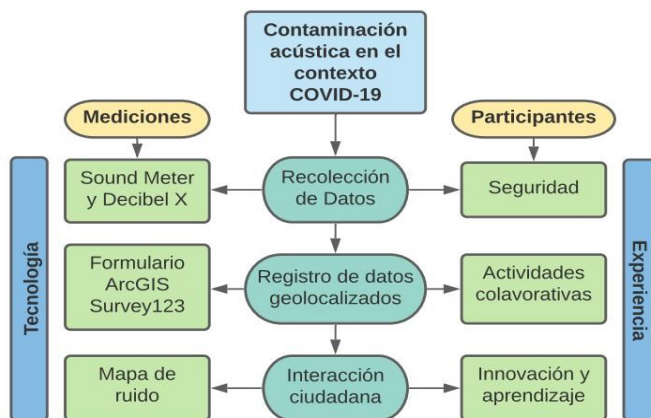 Contaminación
acústica en el
contexto
COVID-19
Mediciones
Participantes
Tecnología
Sound Meter
y Decibel X
Recolección
de Datos
Seguridad
Experiencia
Formulario
ArcGIS
Survey123
Registro de datos
geolocalizados
Actividades
colavorativas
Mapa de
ruido
Interacción
ciudadana
Innovación y
aprendizaje